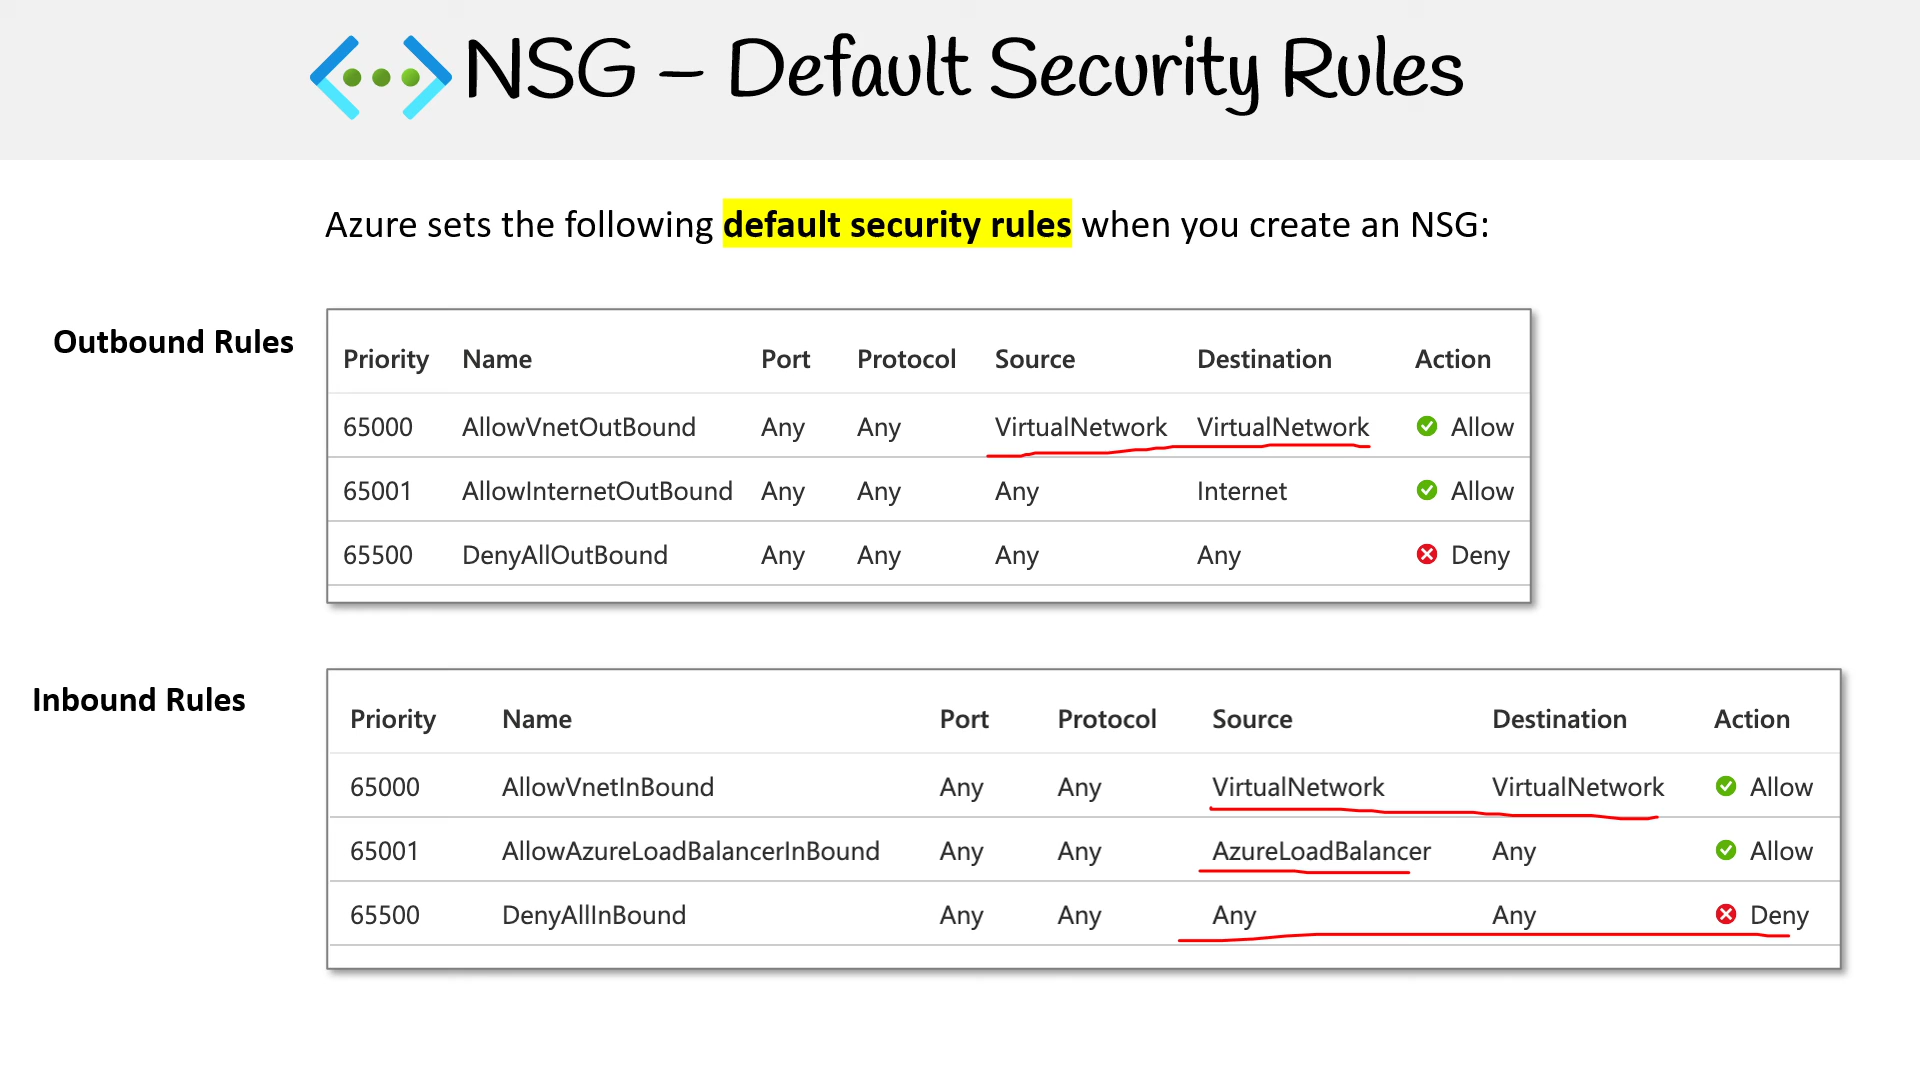 NSG – Default Security Rules
Azure sets the following default security rules when you create an NSG:
Outbound Rules
Priority Name Port Protocol Source Destination Action
65000 AllowVnetOutBound Any Any VirtualNetwork VirtualNetwork Allow
65001 AllowInternetOutBound Any Any Any Internet Allow
65500 DenyAllOutBound Any Any Any Any Deny
Inbound Rules
Priority Name Port Protocol Source Destination Action
65000 AllowVnetInBound Any Any VirtualNetwork VirtualNetwork Allow
65001 AllowAzureLoadBalancerInBound Any Any AzureLoadBalancer Any Allow
65500 DenyAllInBound Any Any Any Any Deny